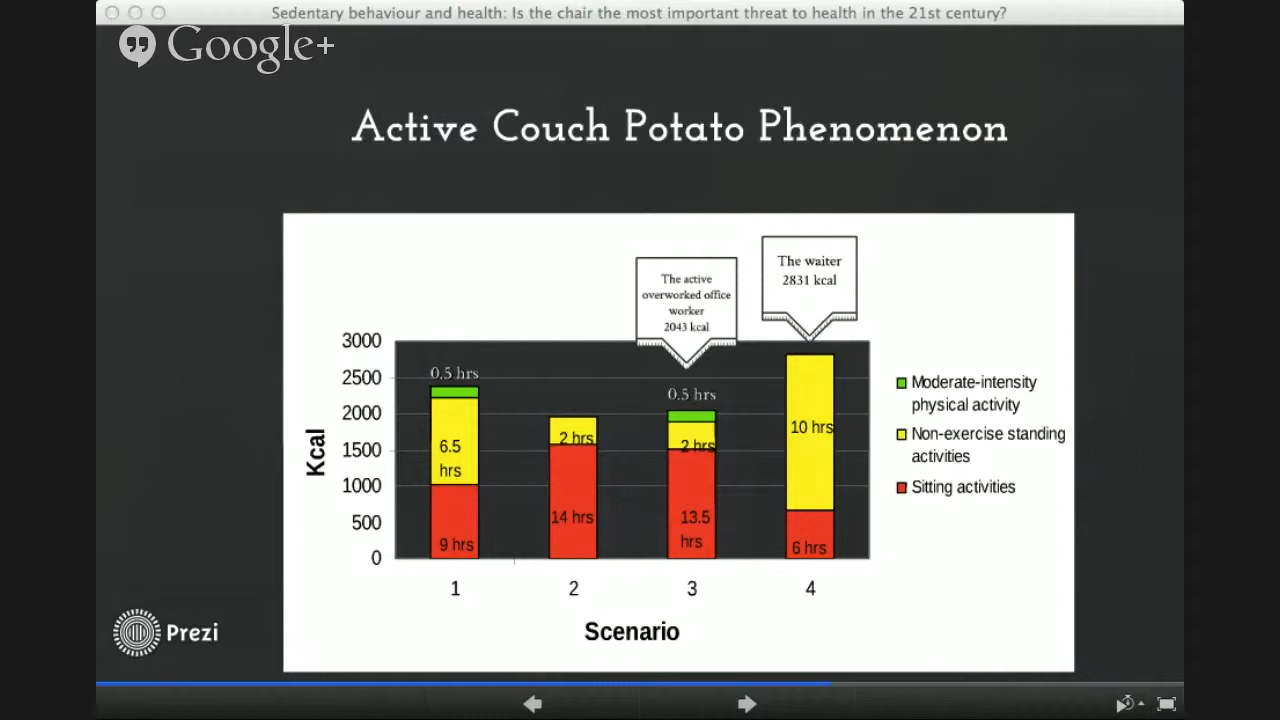 Sedentary behaviour and health: Is the chair the most important threat to health in the 21st century?
Google+
Active Couch Potato Phenomenon
The waiter
2831 kcal
The active
overworked office
worker
2043 kcal
3000
2500
2000
1500
1000
500
0
Kcal
0.5 hrs
6.5
hrs
9 hrs
2 hrs
14 hrs
0.5 hrs
2 hrs
13.5
hrs
10 hrs
6 hrs
1
2
3
4
Scenario
Moderate-intensity
physical activity
Non-exercise standing
activities
Sitting activities
Prezi